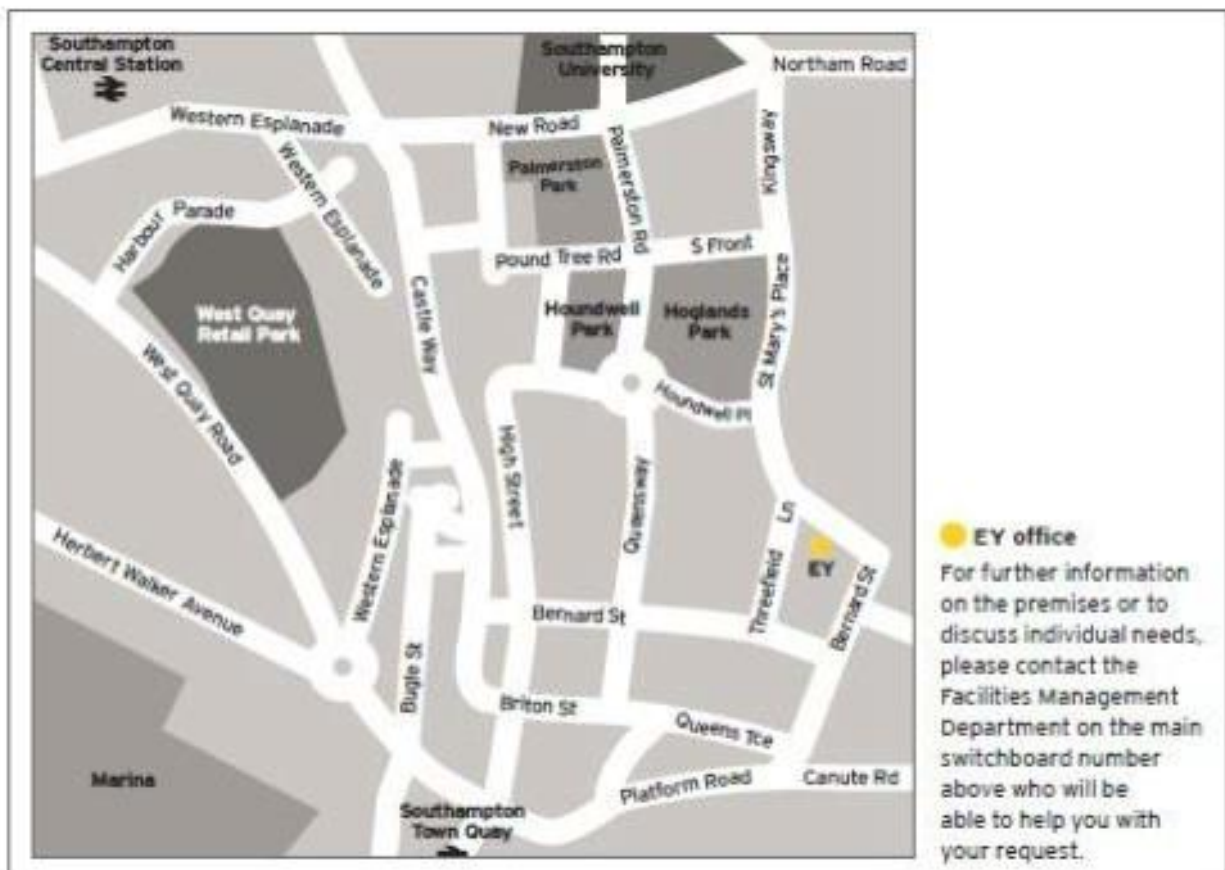 Southampton
Central Station
Southampton
University
Northam Road
Western Esplanade
New Road
Western Esplanade
Palmerston
Park
Palmerston Rd
Kingsway
Harbour
Parade
Pound Tree Rd
S Front
West Quay
Retail Park
Castle Way
Houndwell
Park
Hoglands
Park
St Mary's Place
West Quay Road
Houndwell Pl
High Street
Queensway
Western Esplanade
Herbert Walker Avenue
Threefield
Ln
EY
Bernard St
Bernard St
Bugle St
Briton St
Queens Tce
Marina
Platform Road
Canute Rd
Southampton
Town Quay
EY office
For further information
on the premises or to
discuss individual needs,
please contact the
Facilities Management
Department on the main
switchboard number
above who will be
able to help you with
your request.